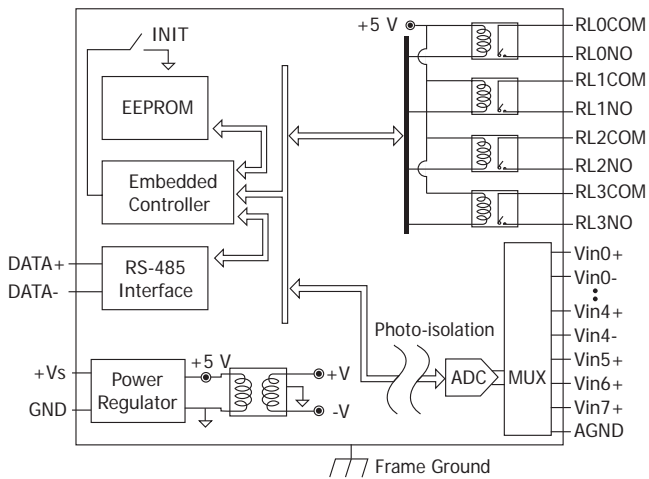 INIT
+5 V
RL0COM
RL0NO
RL1COM
RL1NO
RL2COM
RL2NO
RL3COM
RL3NO
EEPROM
Embedded
Controller
DATA+
DATA-
RS-485
Interface
Vin0+
Vin0-
Vin4+
Vin4-
Vin5+
Vin6+
Vin7+
AGND
Photo-isolation
ADC
MUX
+Vs
GND
Power
Regulator
+5 V
+V
-V
Frame Ground